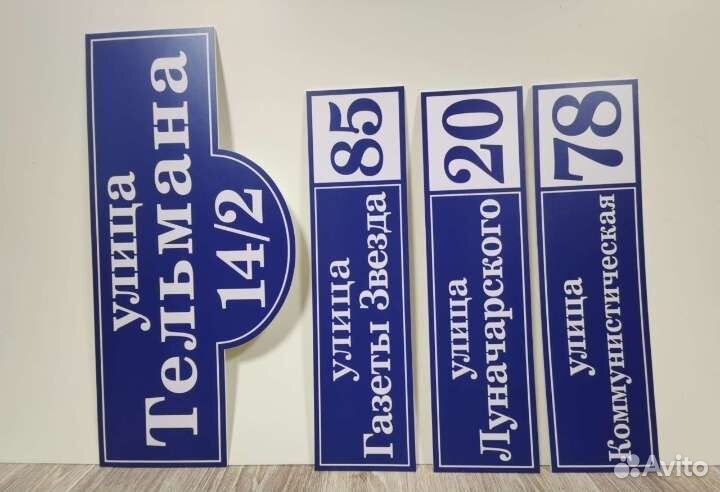 улица
Тельмана
14/2
улица
Газеты Звезда
85
улица
Луначарского
20
улица
Коммунистическая
78
Avito